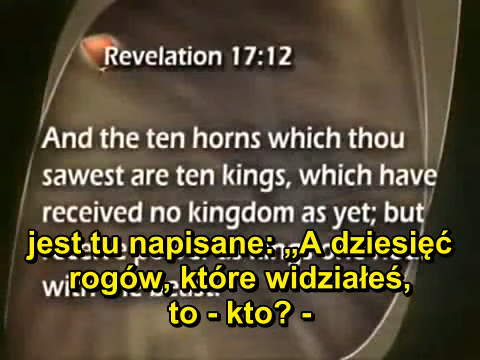 Revelation 17:12
And the ten horns which thou
sawest are ten kings, which have
received no kingdom as yet; but
jest tu napisane: „A dziesięć
rogów, które widziałeś,
to - kto? -